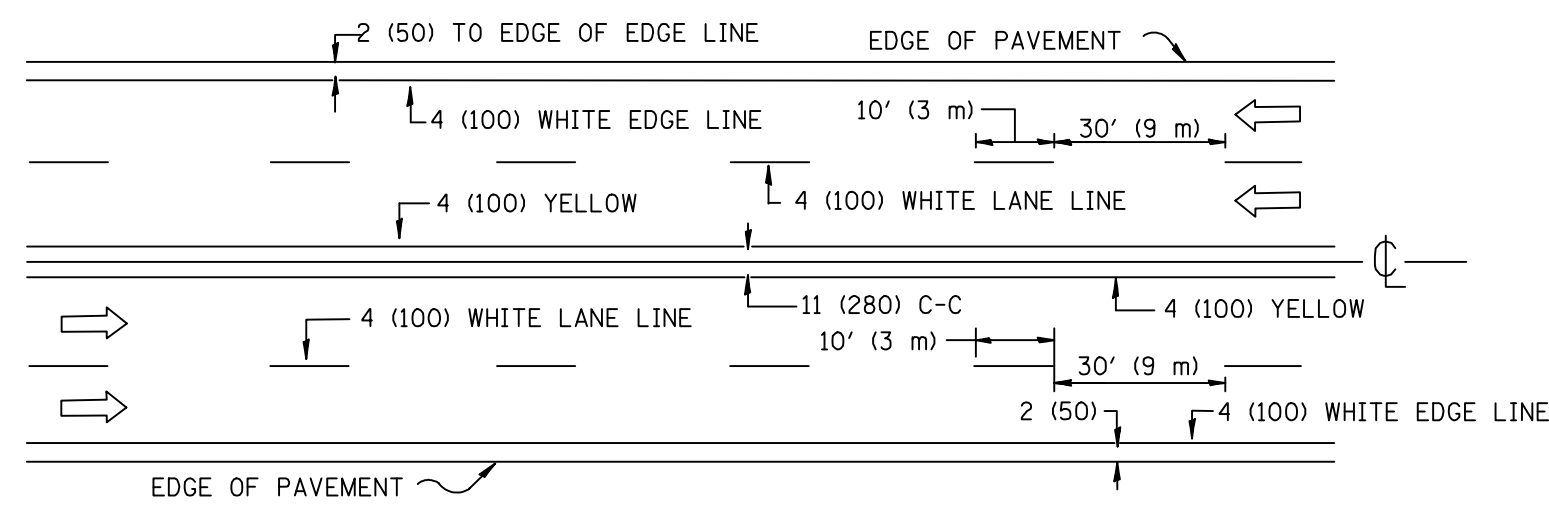 2 (50) TO EDGE OF EDGE LINE
EDGE OF PAVEMENT
4 (100) WHITE EDGE LINE
10' (3 m)
30' (9 m)
4 (100) YELLOW
4 (100) WHITE LANE LINE
11 (280) C-C
4 (100) YELLOW
4 (100) WHITE LANE LINE
10' (3 m)
30' (9 m)
2 (50)
4 (100) WHITE EDGE LINE
EDGE OF PAVEMENT